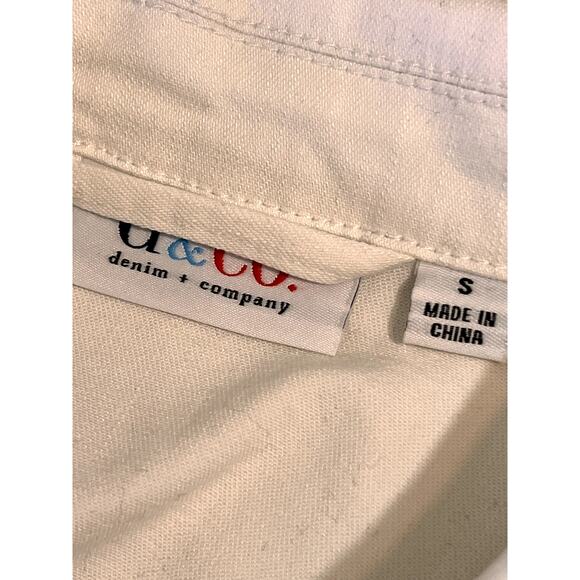 d&co.
denim + company
S
MADE IN
CHINA